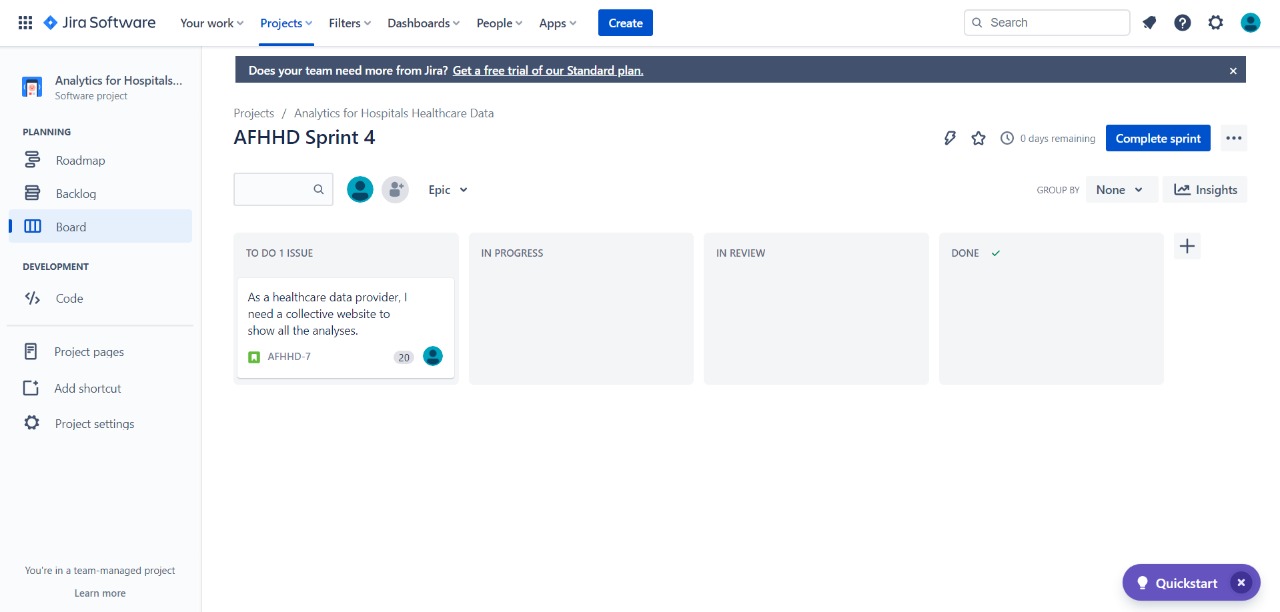 Jira Software
Your work
Projects
Filters
Dashboards
People
Apps
Create
Search
Analytics for Hospitals...
Software project
PLANNING
Roadmap
Backlog
Board
DEVELOPMENT
Code
Project pages
Add shortcut
Project settings
You're in a team-managed project
Learn more
Does your team need more from Jira? Get a free trial of our Standard plan.
Projects / Analytics for Hospitals Healthcare Data
AFHHD Sprint 4
0 days remaining
Complete sprint
Epic
GROUP BY
None
Insights
TO DO 1 ISSUE
As a healthcare data provider, I
need a collective website to
show all the analyses.
AFHHD-7
20
IN PROGRESS
IN REVIEW
DONE
Quickstart